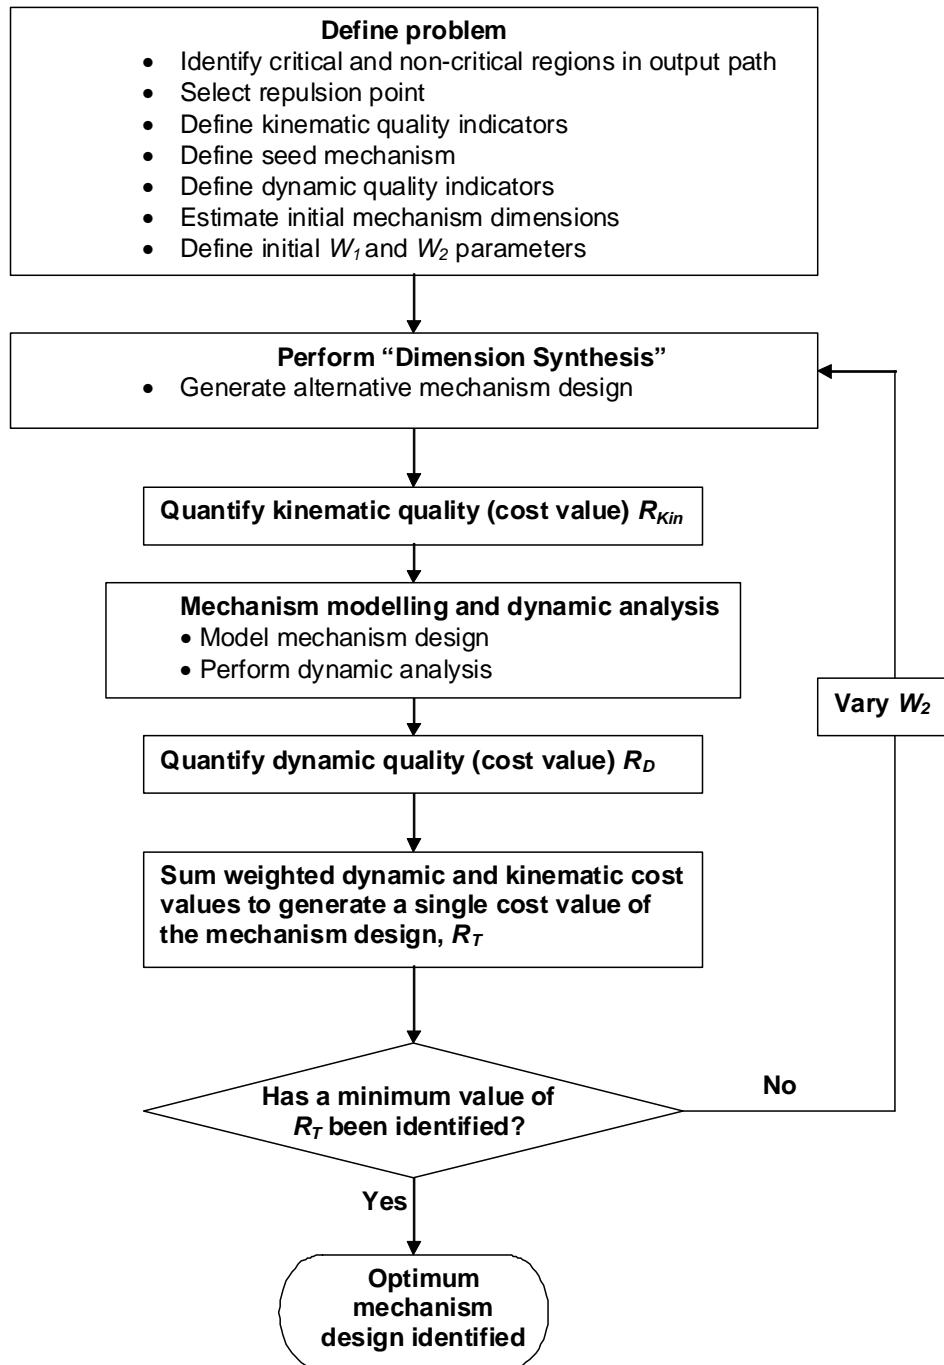 Define problem
• Identify critical and non-critical regions in output path
• Select repulsion point
• Define kinematic quality indicators
• Define seed mechanism
• Define dynamic quality indicators
• Estimate initial mechanism dimensions
• Define initial W1 and W2 parameters
Perform “Dimension Synthesis”
• Generate alternative mechanism design
Quantify kinematic quality (cost value) RKin
Mechanism modelling and dynamic analysis
• Model mechanism design
• Perform dynamic analysis
Vary W2
Quantify dynamic quality (cost value) RD
Sum weighted dynamic and kinematic cost
values to generate a single cost value of
the mechanism design, RT
Has a minimum value of
RT been identified?
No
Yes
Optimum
mechanism
design identified